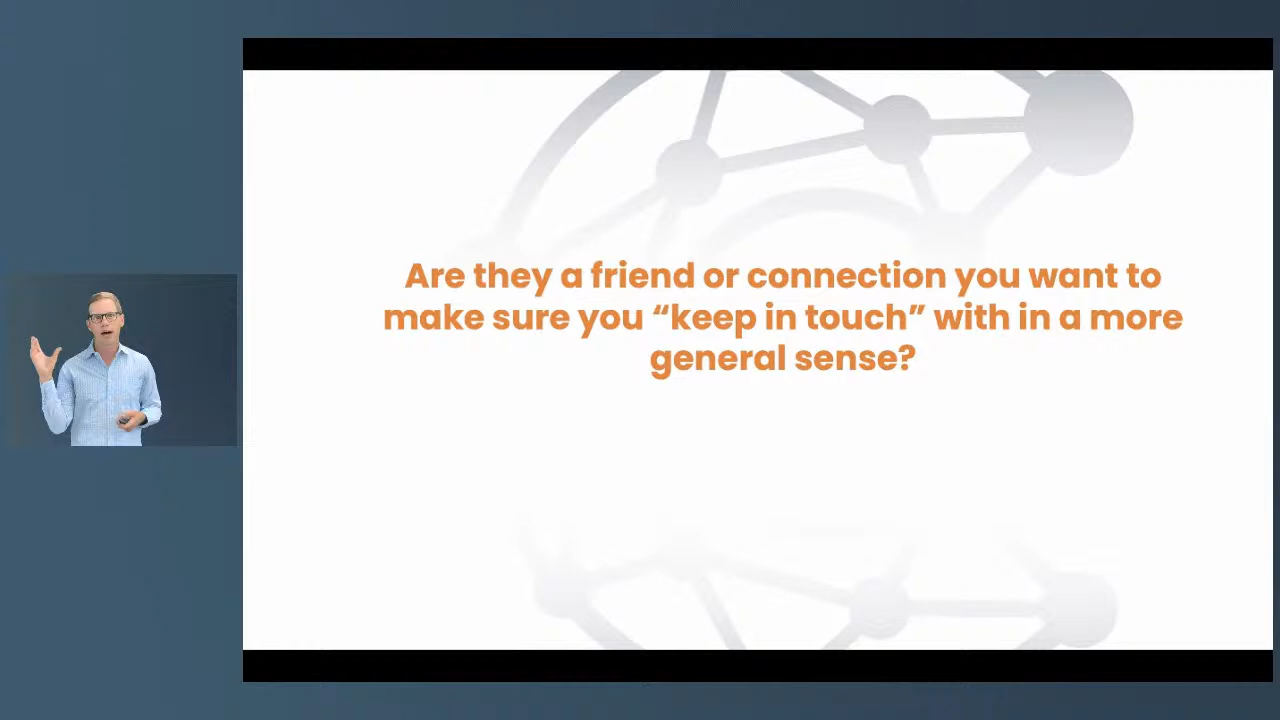 Are they a friend or connection you want to
make sure you “keep in touch” with in a more
general sense?